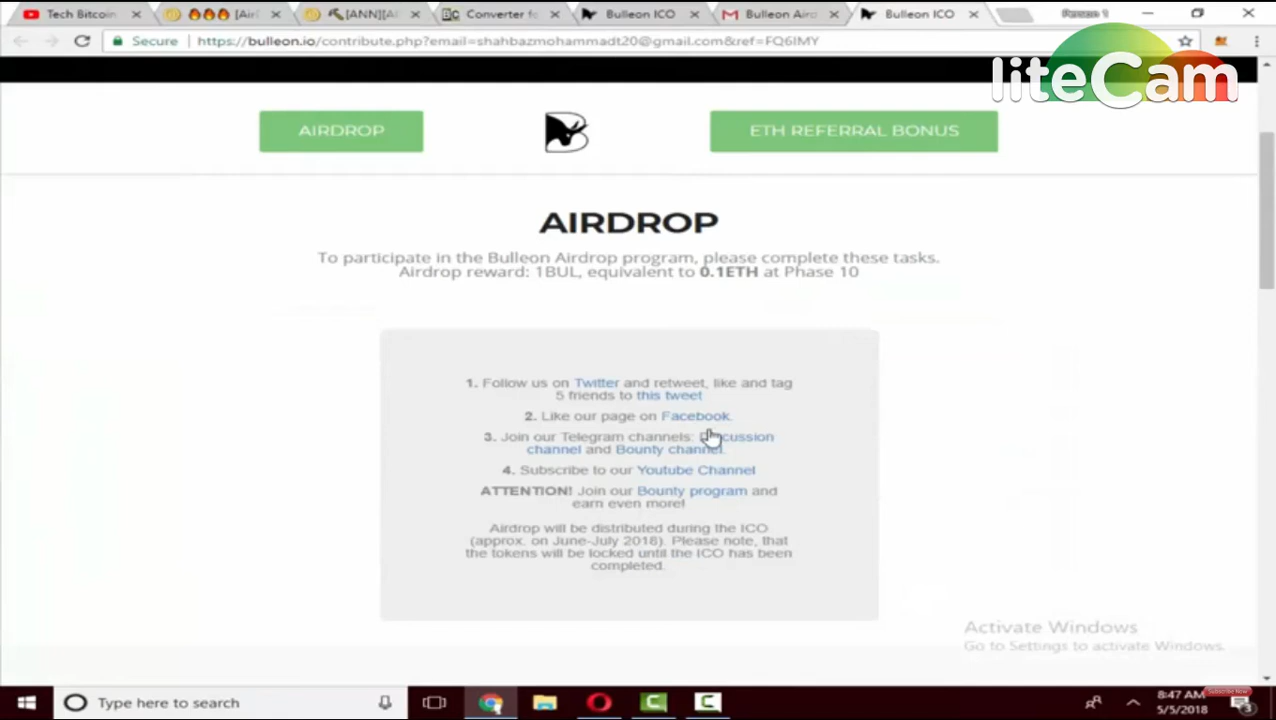 Tech Bitcoin
[Air
[ANN][A
Converter fo
Bulleon ICO
Bulleon Airo
Bulleon ICO
Secure
https://bulleon.io/contribute.php?email=shahbazmohammadt20@gmail.com&ref=FQ6IMY
liteCam
AIRDROP
ETH REFERRAL BONUS
AIRDROP
To participate in the Bulleon Airdrop program, please complete these tasks.
Airdrop reward: 1BUL, equivalent to 0.1ETH at Phase 10
1. Follow us on Twitter and retweet, like and tag
5 friends to this tweet
2. Like our page on Facebook.
3. Join our Telegram channels: Discussion
channel and Bounty channel.
4. Subscribe to our Youtube Channel
ATTENTION! Join our Bounty program and
earn even more!
Airdrop will be distributed during the ICO
(approx. on June-July 2018). Please note, that
the tokens will be locked until the ICO has been
completed.
Activate Windows
Go to Settings to activate Windows.
Type here to search
8:47 AM
Subscribe Now
5/5/2018
3